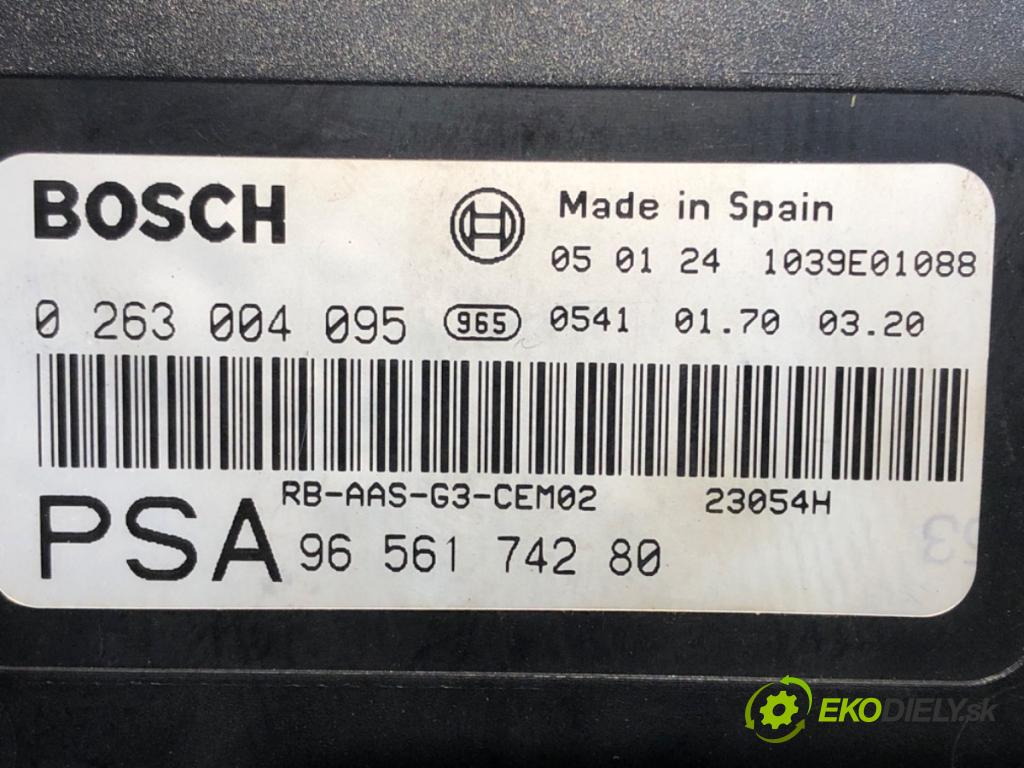 BOSCH
Made in Spain
05 01 24 1039E01088
0 263 004 095 965 0541 01.70 03.20
RB-AAS-G3-CEM02 23054H
PSA 96 561 742 80
EKODIELY.sk